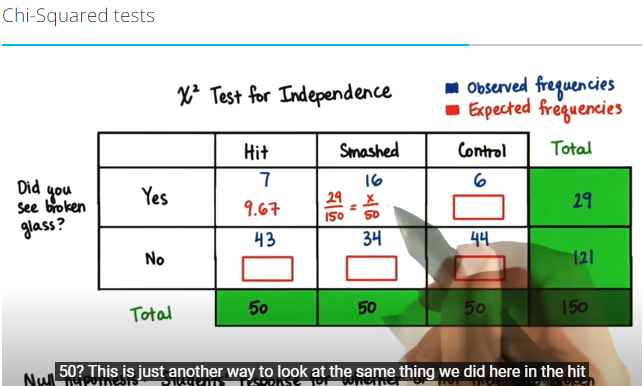 Chi-Squared tests
χ² Test for Independence
Observed frequencies
Expected frequencies
Hit Smashed Control Total
Did you see broken glass?
Yes 7 16 6 29
9.67 29/150 = x/50
No 43 34 44 121
Total 50 50 50 150
Null hypothesis
50? This is just another way to look at the same thing we did here in the hit